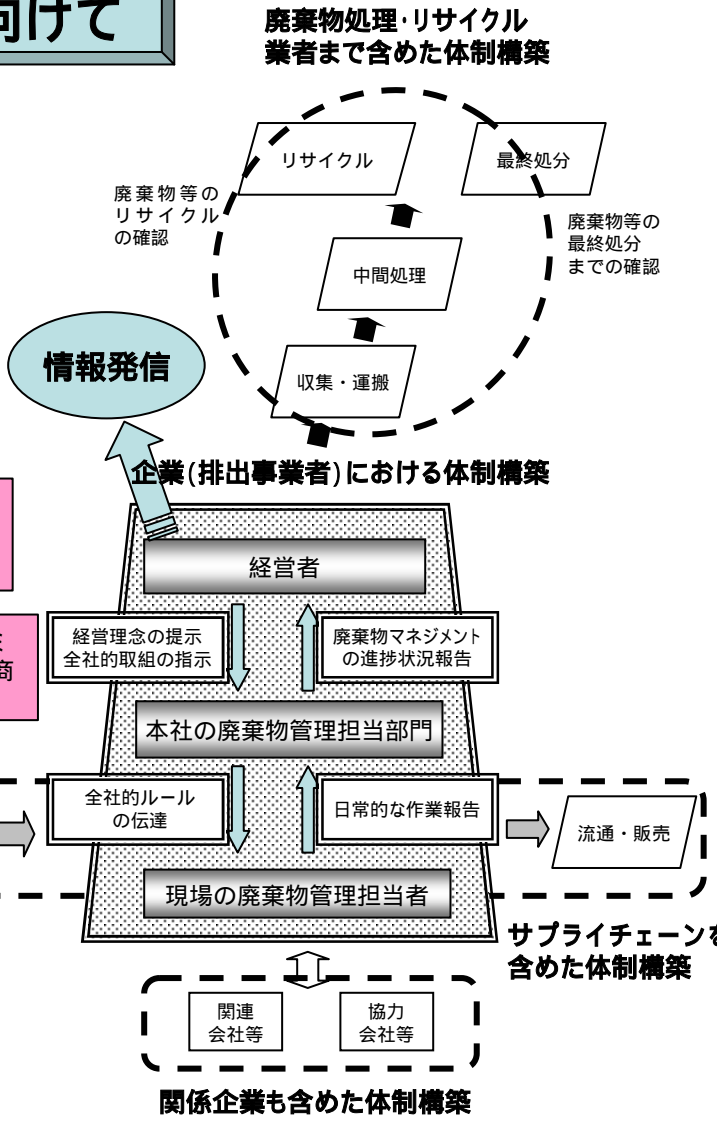 向けて
廃棄物処理・リサイクル
業者まで含めた体制構築
リサイクル
最終処分
廃棄物等の
リサイクル
の確認
廃棄物等の
最終処分
までの確認
中間処理
収集・運搬
情報発信
企業(排出事業者)における体制構築
経営者
経営理念の提示
全社的取組の指示
廃棄物マネジメント
の進捗状況報告
商
本社の廃棄物管理担当部門
全社的ルール
の伝達
日常的な作業報告
流通・販売
現場の廃棄物管理担当者
サプライチェーンを
含めた体制構築
関連
会社等
協力
会社等
関係企業も含めた体制構築